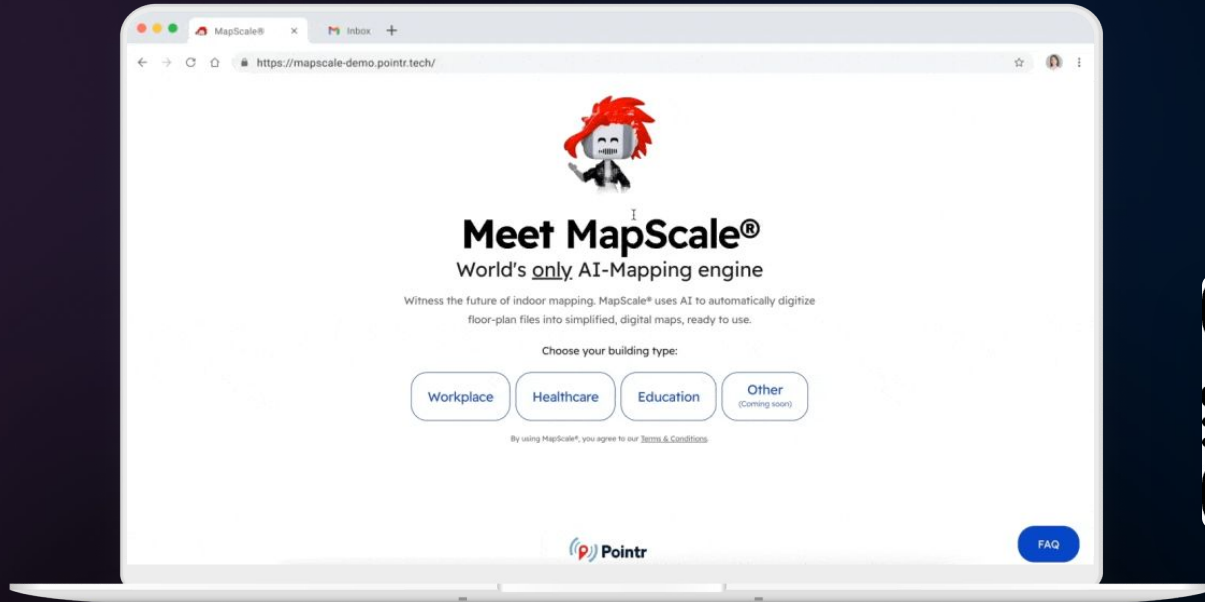 MapScale®
Inbox
https://mapscale-demo.pointr.tech/
Meet MapScale®
World's only AI-Mapping engine
Witness the future of indoor mapping. MapScale® uses AI to automatically digitize
floor-plan files into simplified, digital maps, ready to use.
Choose your building type:
Workplace
Healthcare
Education
Other
(Coming soon)
By using MapScale®, you agree to our Terms & Conditions.
Pointr
FAQ